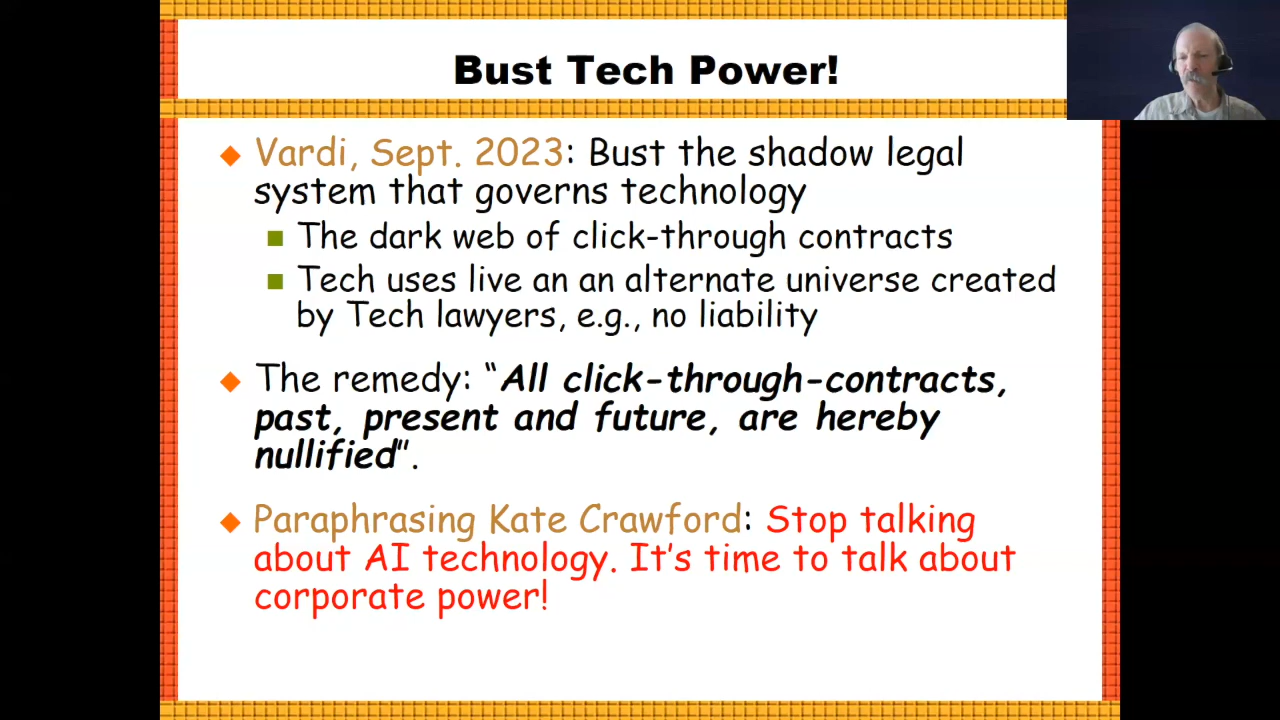 Bust Tech Power!
Vardi, Sept. 2023: Bust the shadow legal
system that governs technology
The dark web of click-through contracts
Tech uses live an an alternate universe created
by Tech lawyers, e.g., no liability
The remedy: “All click-through-contracts,
past, present and future, are hereby
nullified”.
Paraphrasing Kate Crawford: Stop talking
about AI technology. It’s time to talk about
corporate power!